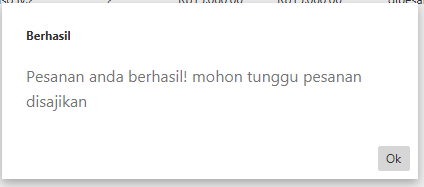 Berhasil
Pesanan anda berhasil! mohon tunggu pesanan
disajikan
Ok